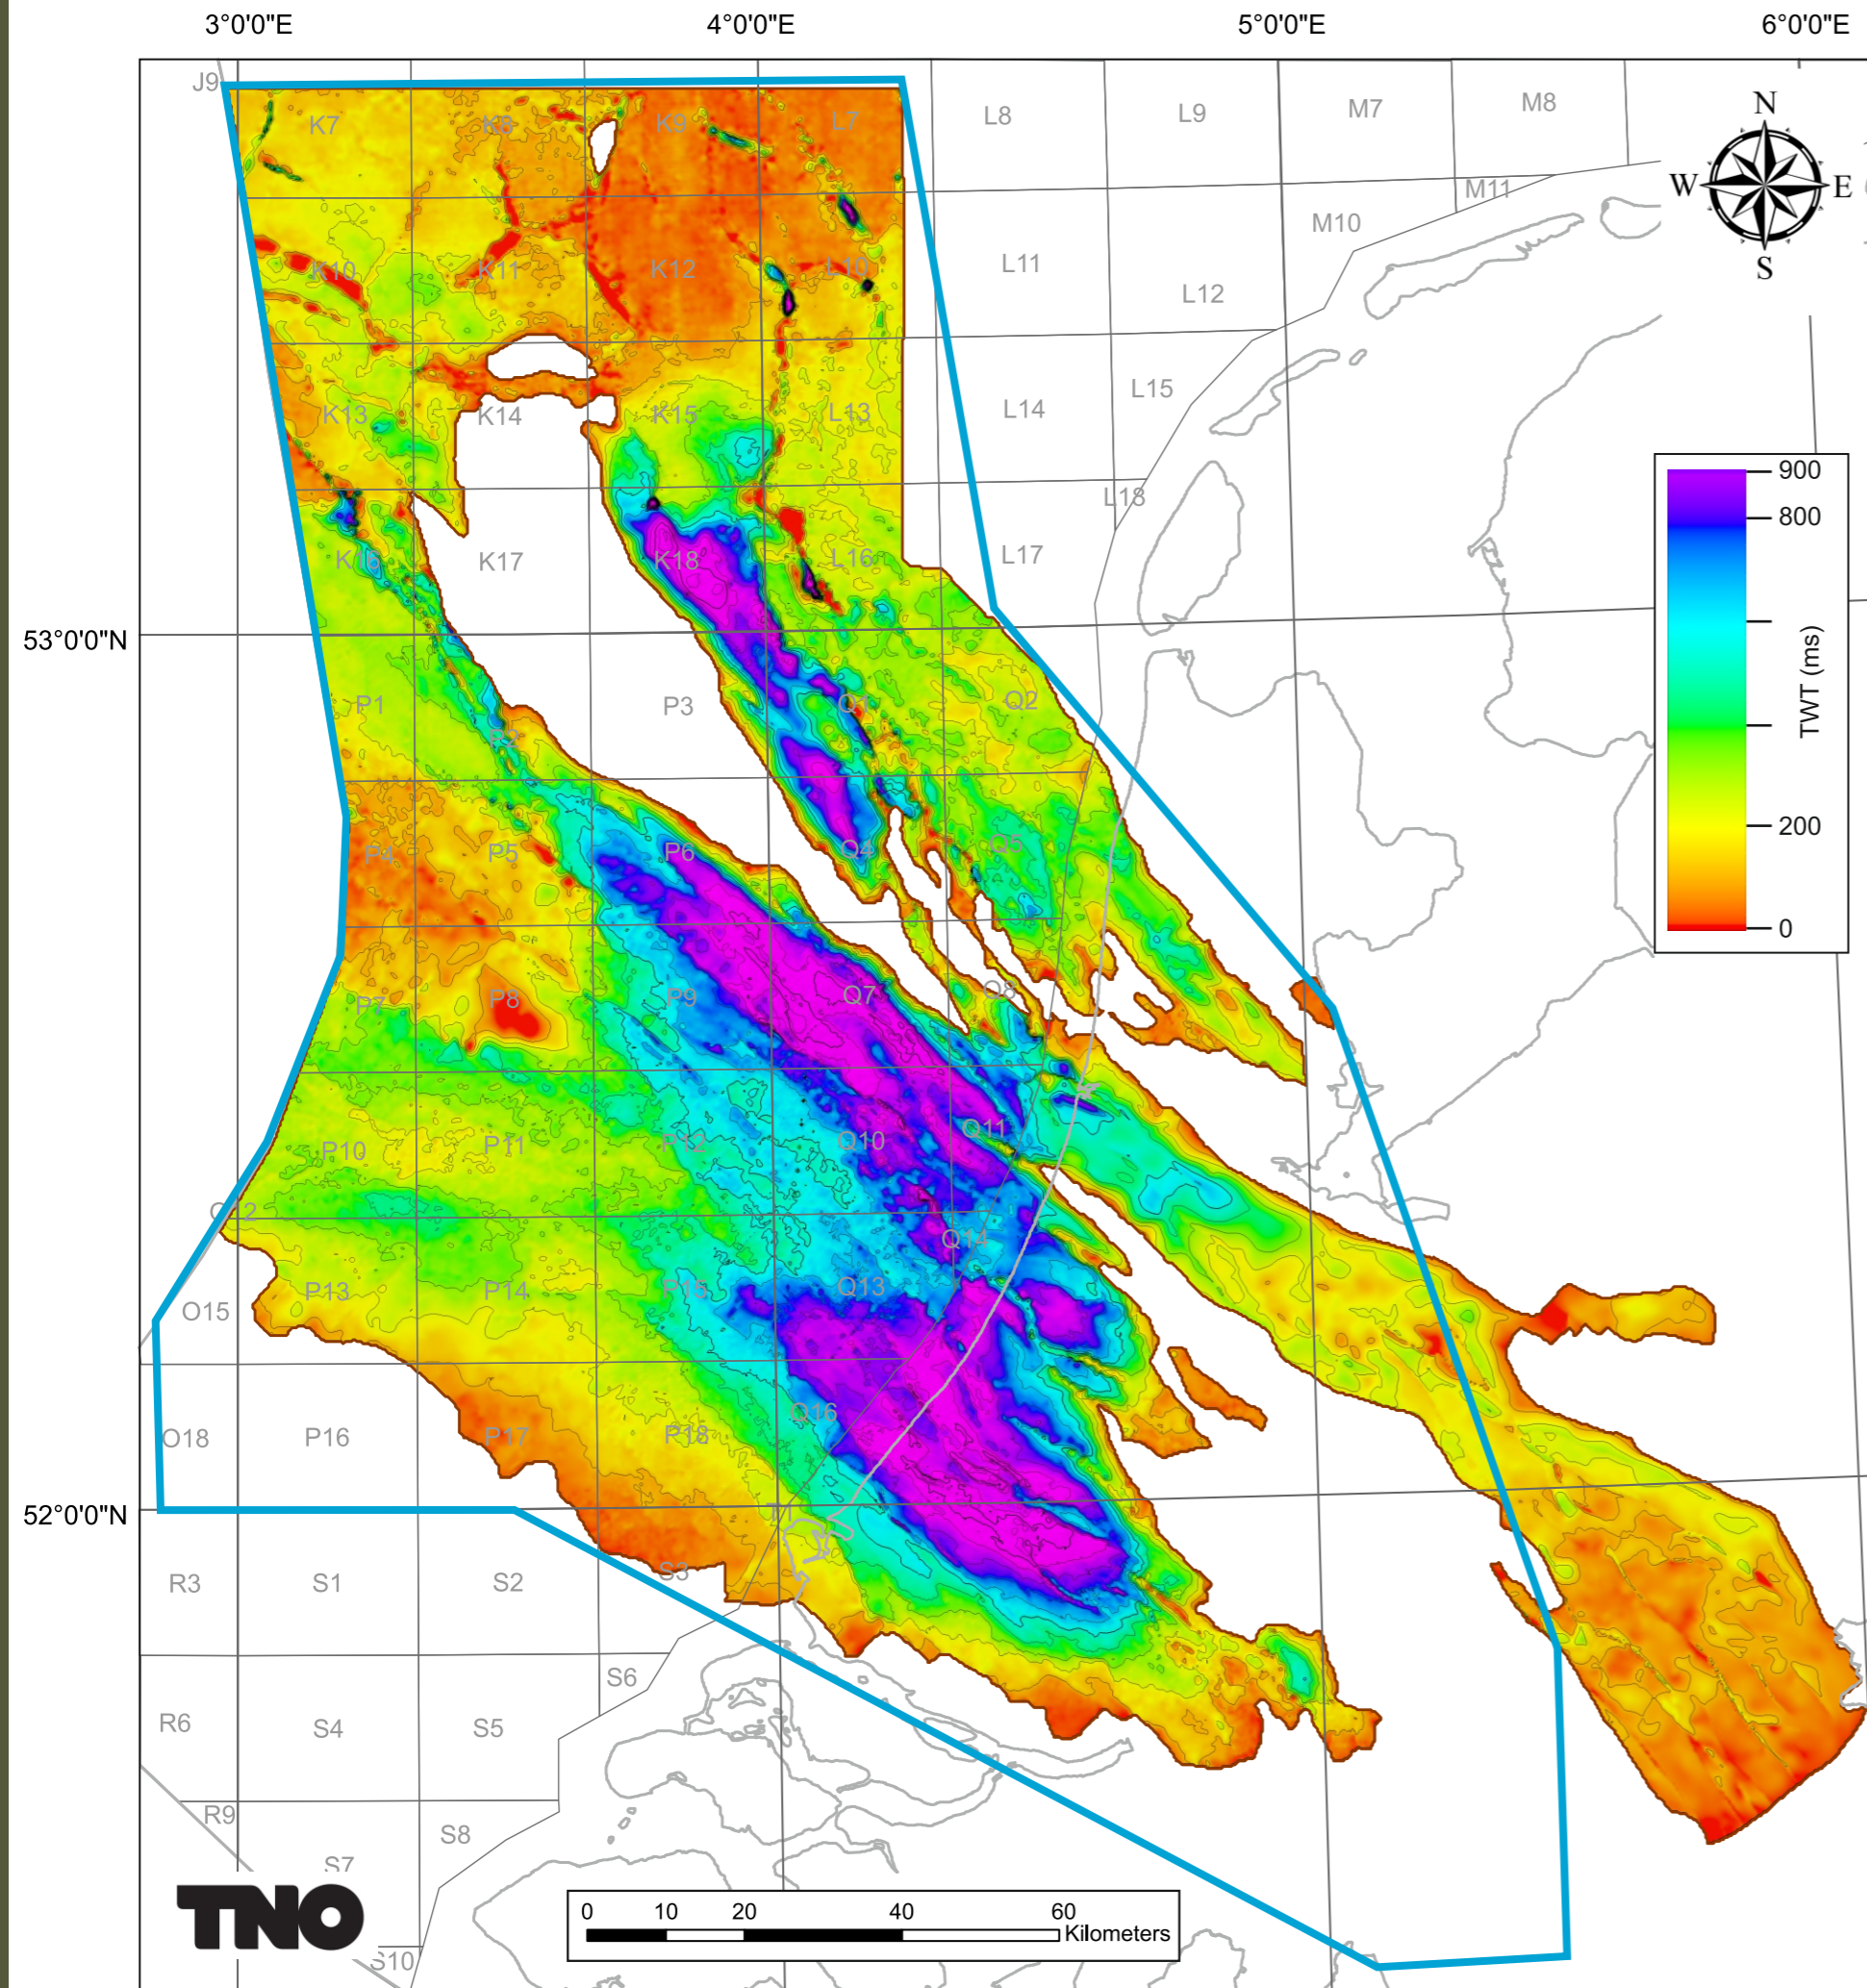 3°0'0"E 4°0'0"E 5°0'0"E 6°0'0"E
J9 K7 K8 K9 L7 L8 L9 M7 M8
N
W E
S
M11
M10
K10 K11 K12 L10 L11 L12
K13 K14 K15 L13 L14 L15
L18
K16 K17 K18 L16 L17
53°0'0"N
P1 P2 P3 Q1 Q2
P4 P5 P6 Q4 Q5
P7 P8 P9 Q7 Q8
P10 P11 P12 Q10 Q11
Q14
O15 P13 P14 P15 Q13
O18 P16 P17 P18 Q16
52°0'0"N
T1
R3 S1 S2 S3
S6
R6 S4 S5
R9 S7 S8
S10
900
800
TWT (ms)
200
0
TNO
0 10 20 40 60
Kilometers